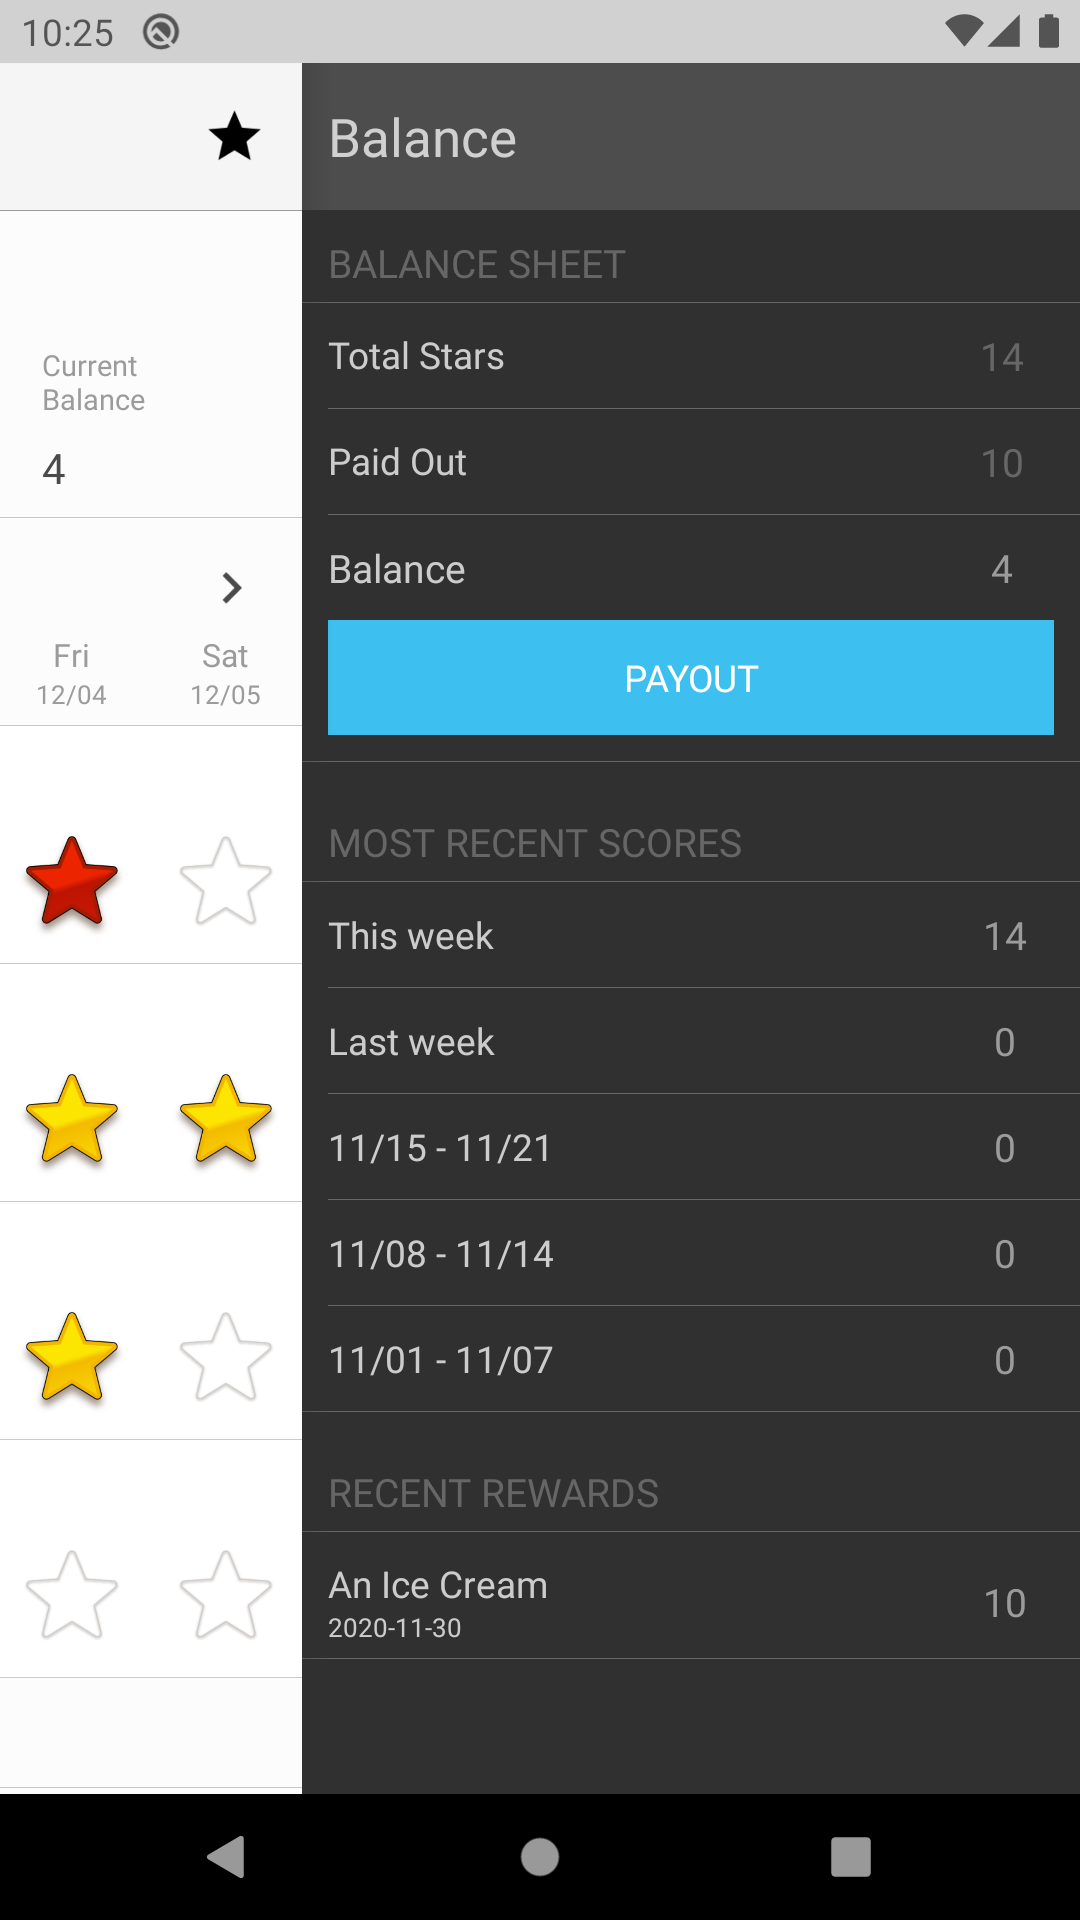 10:25
Balance
BALANCE SHEET
Total Stars 14
Paid Out 10
Balance 4
PAYOUT
MOST RECENT SCORES
This week 14
Last week 0
11/15 - 11/21 0
11/08 - 11/14 0
11/01 - 11/07 0
RECENT REWARDS
An Ice Cream 10
2020-11-30
Current
Balance
4
Fri Sat
12/04 12/05